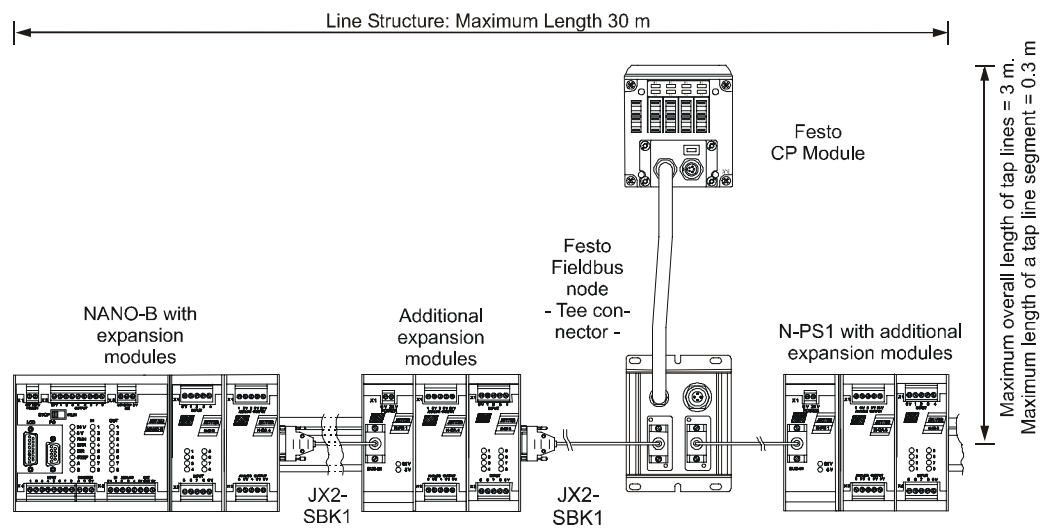 Line Structure: Maximum Length 30 m
Maximum overall length of tap lines = 3 m.
Maximum length of a tap line segment = 0.3 m
Festo
CP Module
Festo
Fieldbus
node
- Tee con-
nector -
NANO-B with
expansion
modules
Additional
expansion
modules
N-PS1 with additional
expansion modules
JX2-
SBK1
JX2-
SBK1